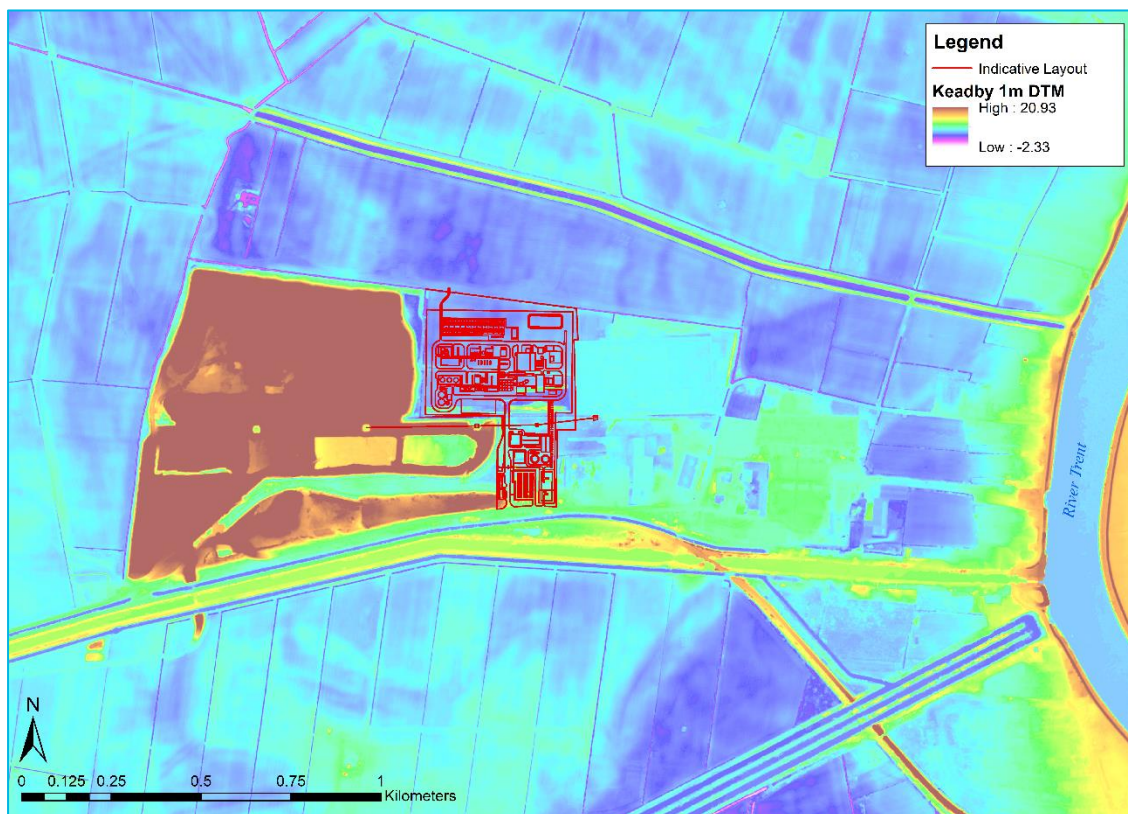 Legend
Indicative Layout
Keadby 1m DTM
High : 20.93
Low : -2.33
River Trent
N
0 0.125 0.25 0.5 0.75 1
Kilometers